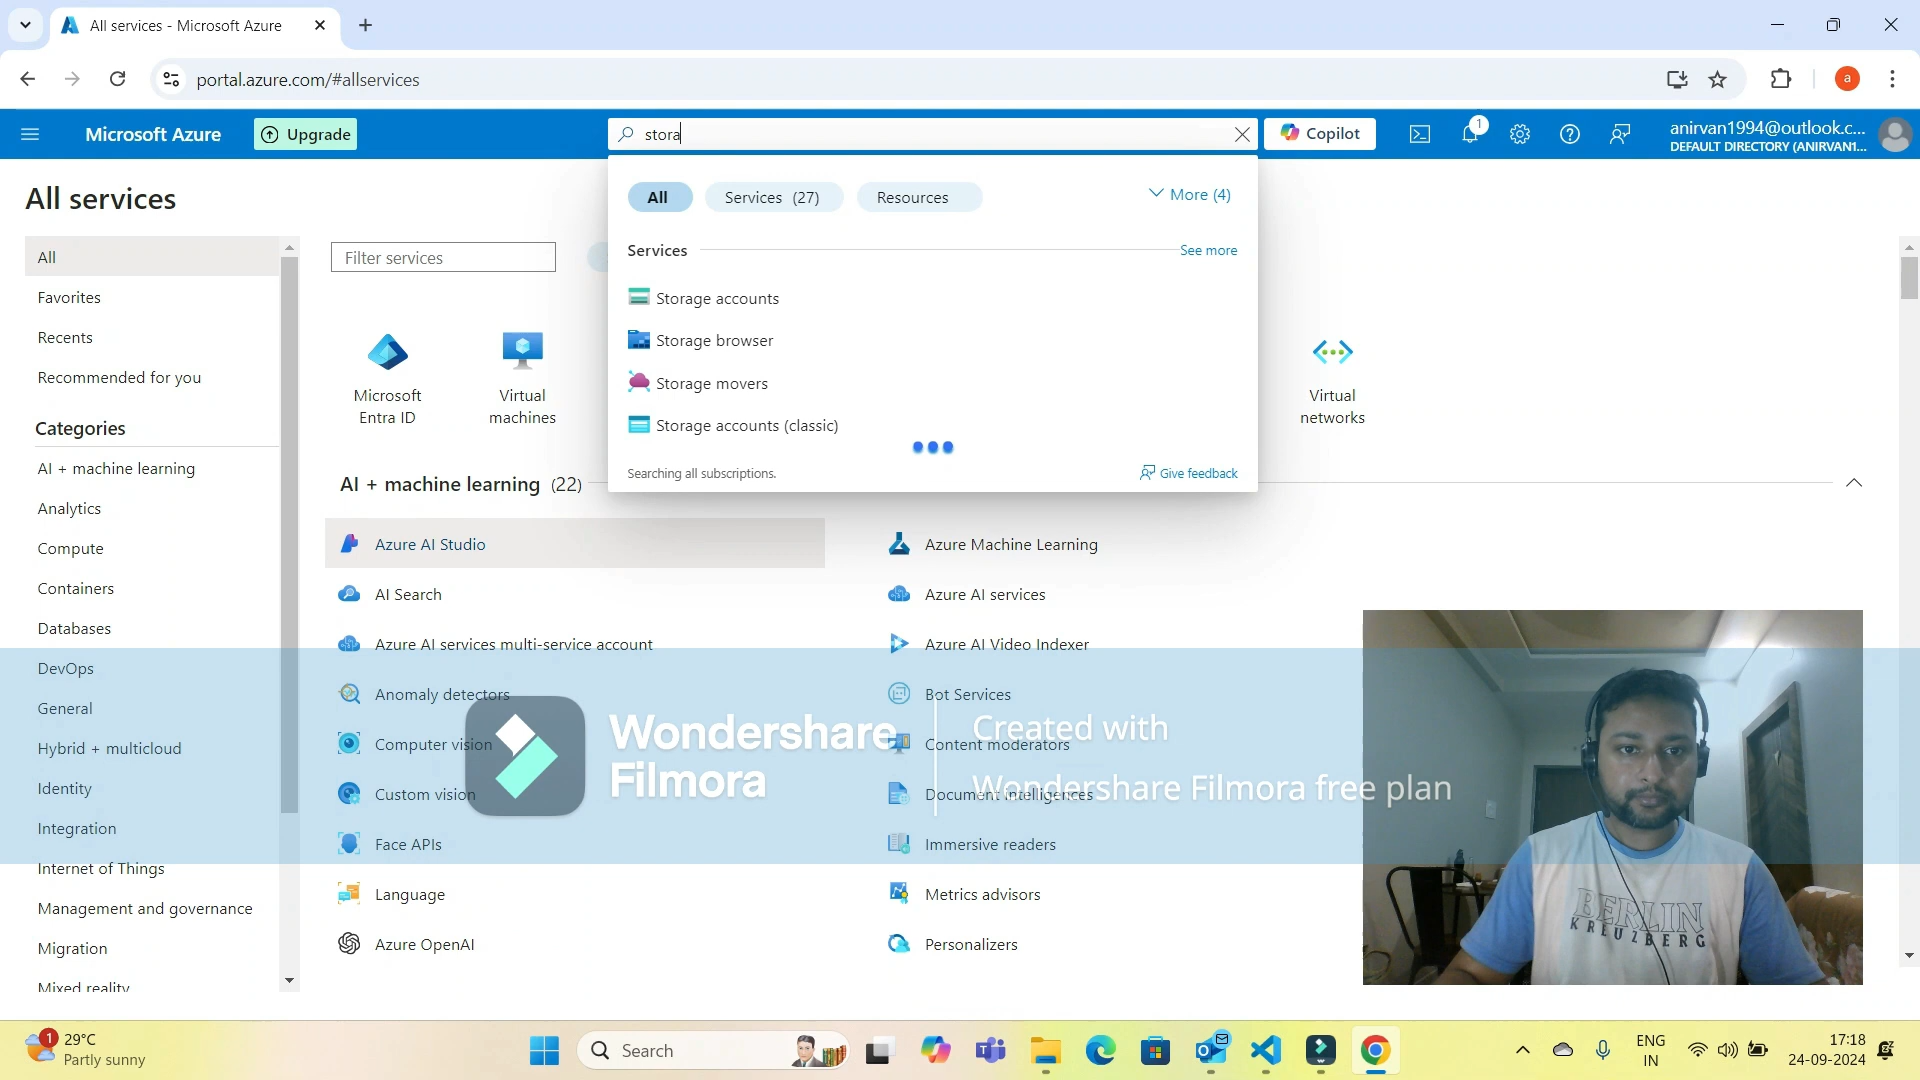 All services - Microsoft Azure
portal.azure.com/#allservices
a
Microsoft Azure
Upgrade
stora
Copilot
1
anirvan1994@outlook.c...
DEFAULT DIRECTORY (ANIRVAN1...
All services
All
Favorites
Recents
Recommended for you
Categories
AI + machine learning
Analytics
Compute
Containers
Databases
DevOps
General
Hybrid + multicloud
Identity
Integration
Internet of Things
Management and governance
Migration
Mixed reality
Filter services
All
Services (27)
Resources
More (4)
Services
See more
Storage accounts
Storage browser
Storage movers
Storage accounts (classic)
Searching all subscriptions.
Give feedback
Microsoft
Entra ID
Virtual
machines
Virtual
networks
AI + machine learning (22)
Azure AI Studio
Azure Machine Learning
AI Search
Azure AI services
Azure AI services multi-service account
Azure AI Video Indexer
Anomaly detectors
Bot Services
Computer vision
Content moderators
Custom vision
Document intelligences
Face APIs
Immersive readers
Language
Metrics advisors
Azure OpenAI
Personalizers
Wondershare
Filmora
Created with
Wondershare Filmora free plan
BERLIN
KREUZBERG
1
29°C
Partly sunny
Search
ENG
IN
17:18
24-09-2024